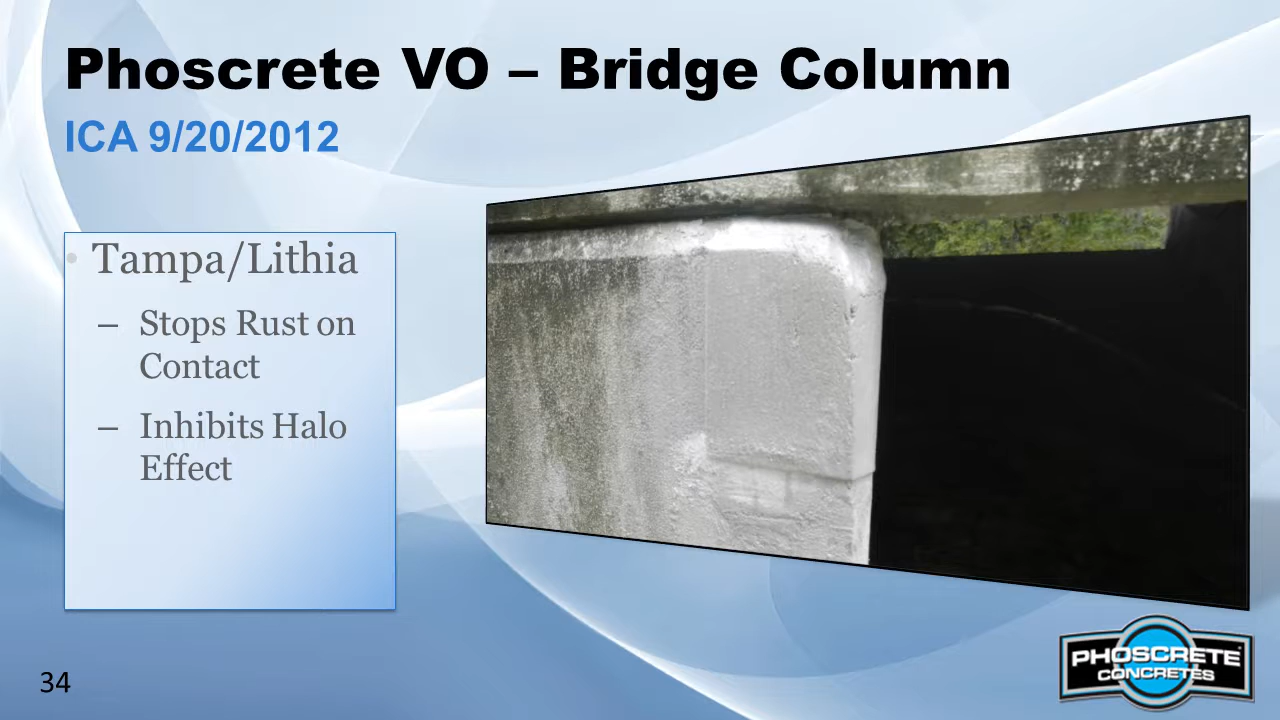 Phoscrete VO – Bridge Column
ICA 9/20/2012
• Tampa/Lithia
– Stops Rust on
Contact
– Inhibits Halo
Effect
PHOSCRETE
CONCRETES
34